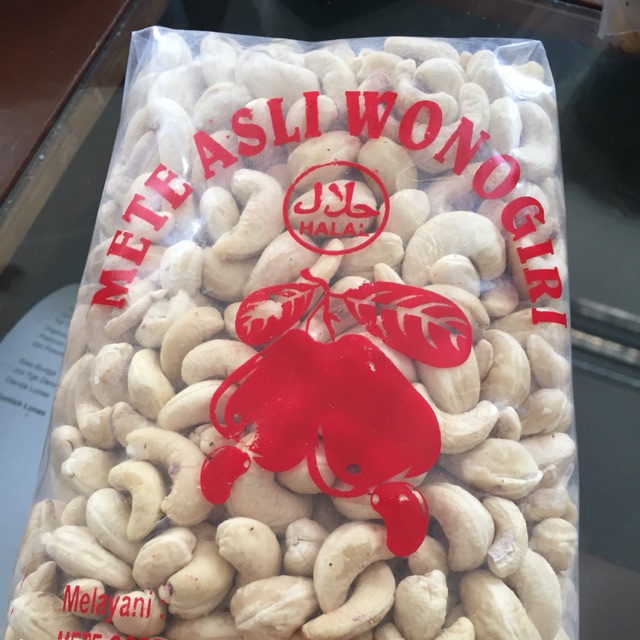 METE ASLI WONOGIRI
حلال
HALAL
Melayani :